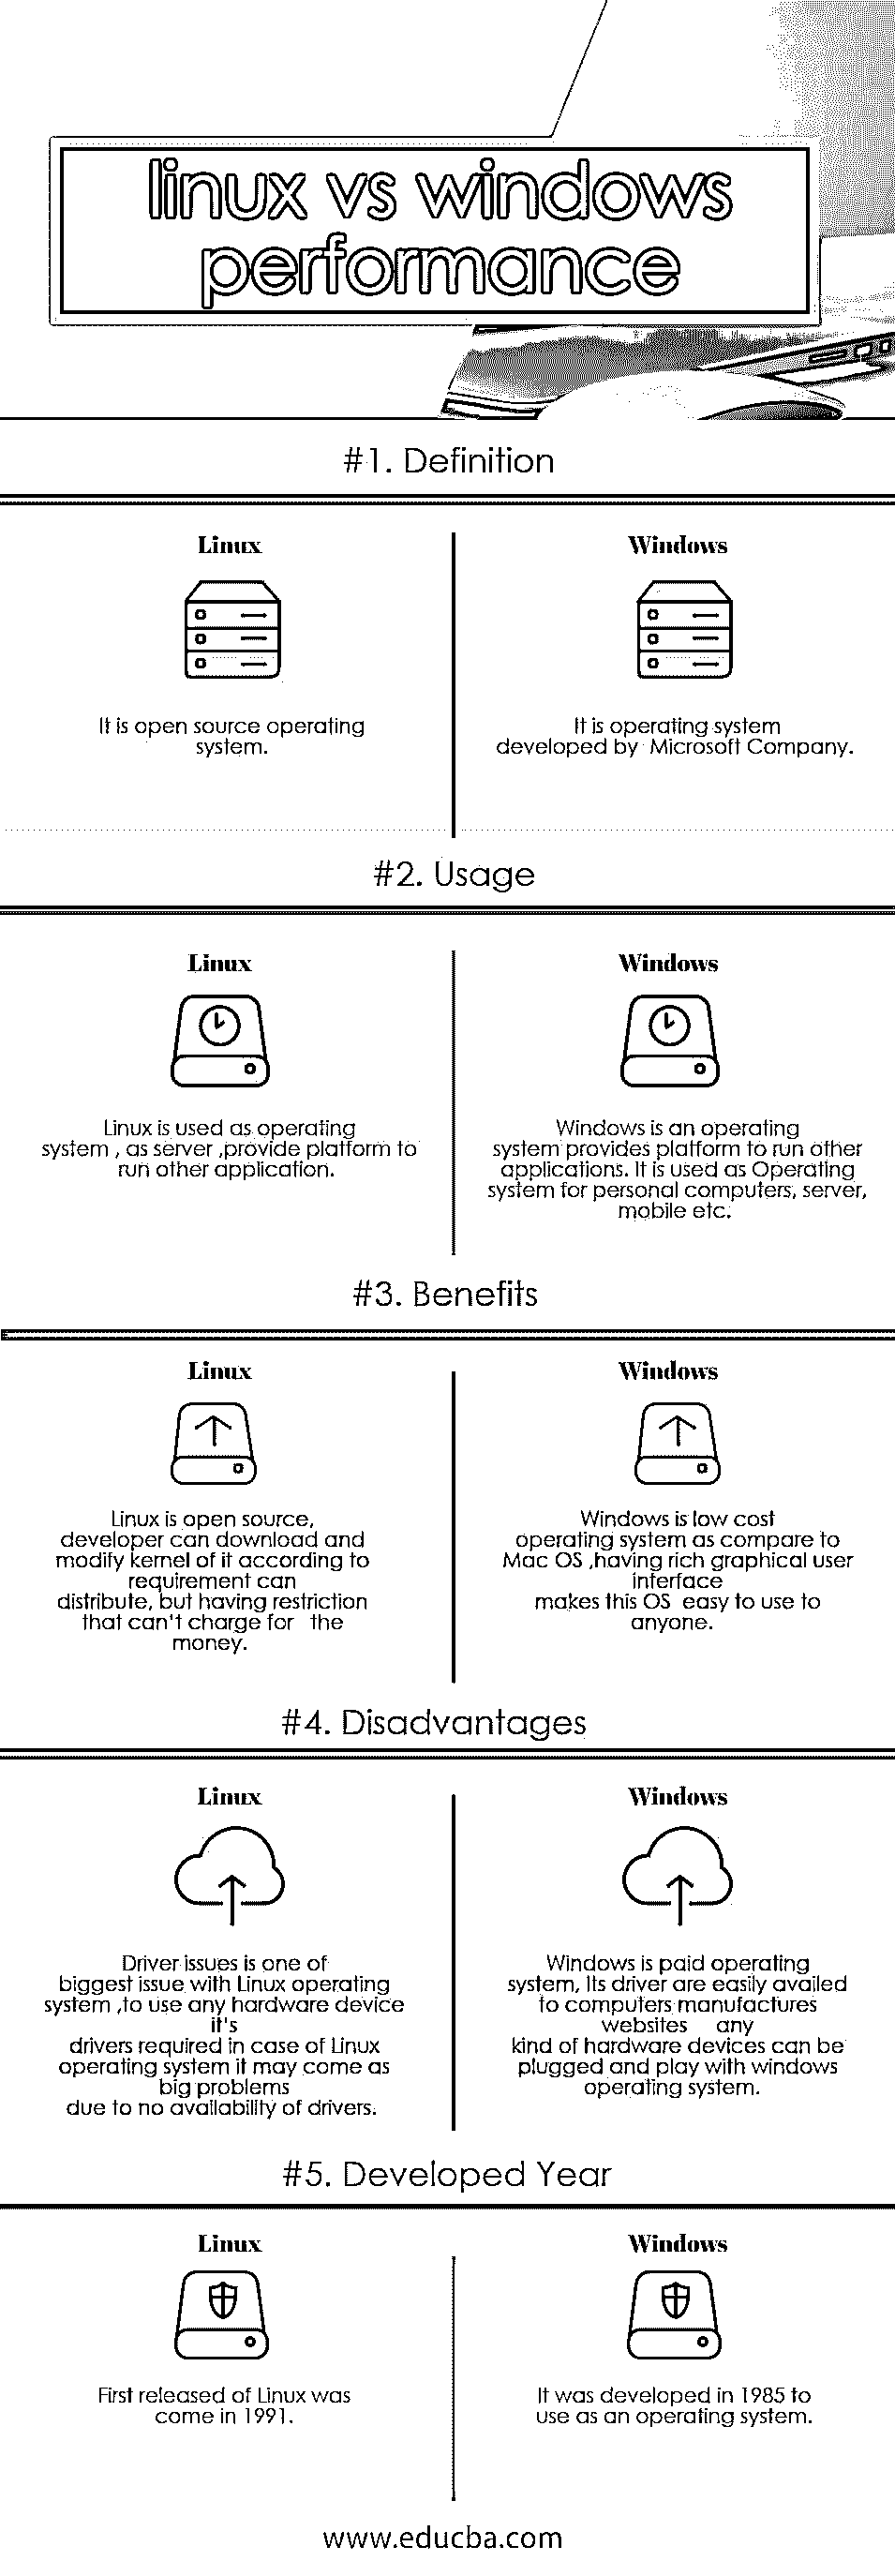 linux vs windows
performance
#1. Definition
Linux
Windows
It is open source operating
system.
It is operating system
developed by Microsoft Company.
#2. Usage
Linux
Windows
Linux is used as operating
system , as server ,provide platform to
run other application.
Windows is an operating
system provides platform to run other
applications. It is used as Operating
system for personal computers, server,
mobile etc.
#3. Benefits
Linux
Windows
Linux is open source,
developer can download and
modify kernel of it according to
requirement can
distribute, but having restriction
that can't charge for the
money.
Windows is low cost
operating system as compare to
Mac OS ,having rich graphical user
interface
makes this OS easy to use to
anyone.
#4. Disadvantages
Linux
Windows
Driver issues is one of
biggest issue with Linux operating
system ,to use any hardware device
it's
drivers required in case of Linux
operating system it may come as
big problems
due to no availability of drivers.
Windows is paid operating
system, Its driver are easily availed
to computers manufactures
websites any
kind of hardware devices can be
plugged and play with windows
operating system.
#5. Developed Year
Linux
Windows
First released of Linux was
come in 1991.
It was developed in 1985 to
use as an operating system.
www.educba.com